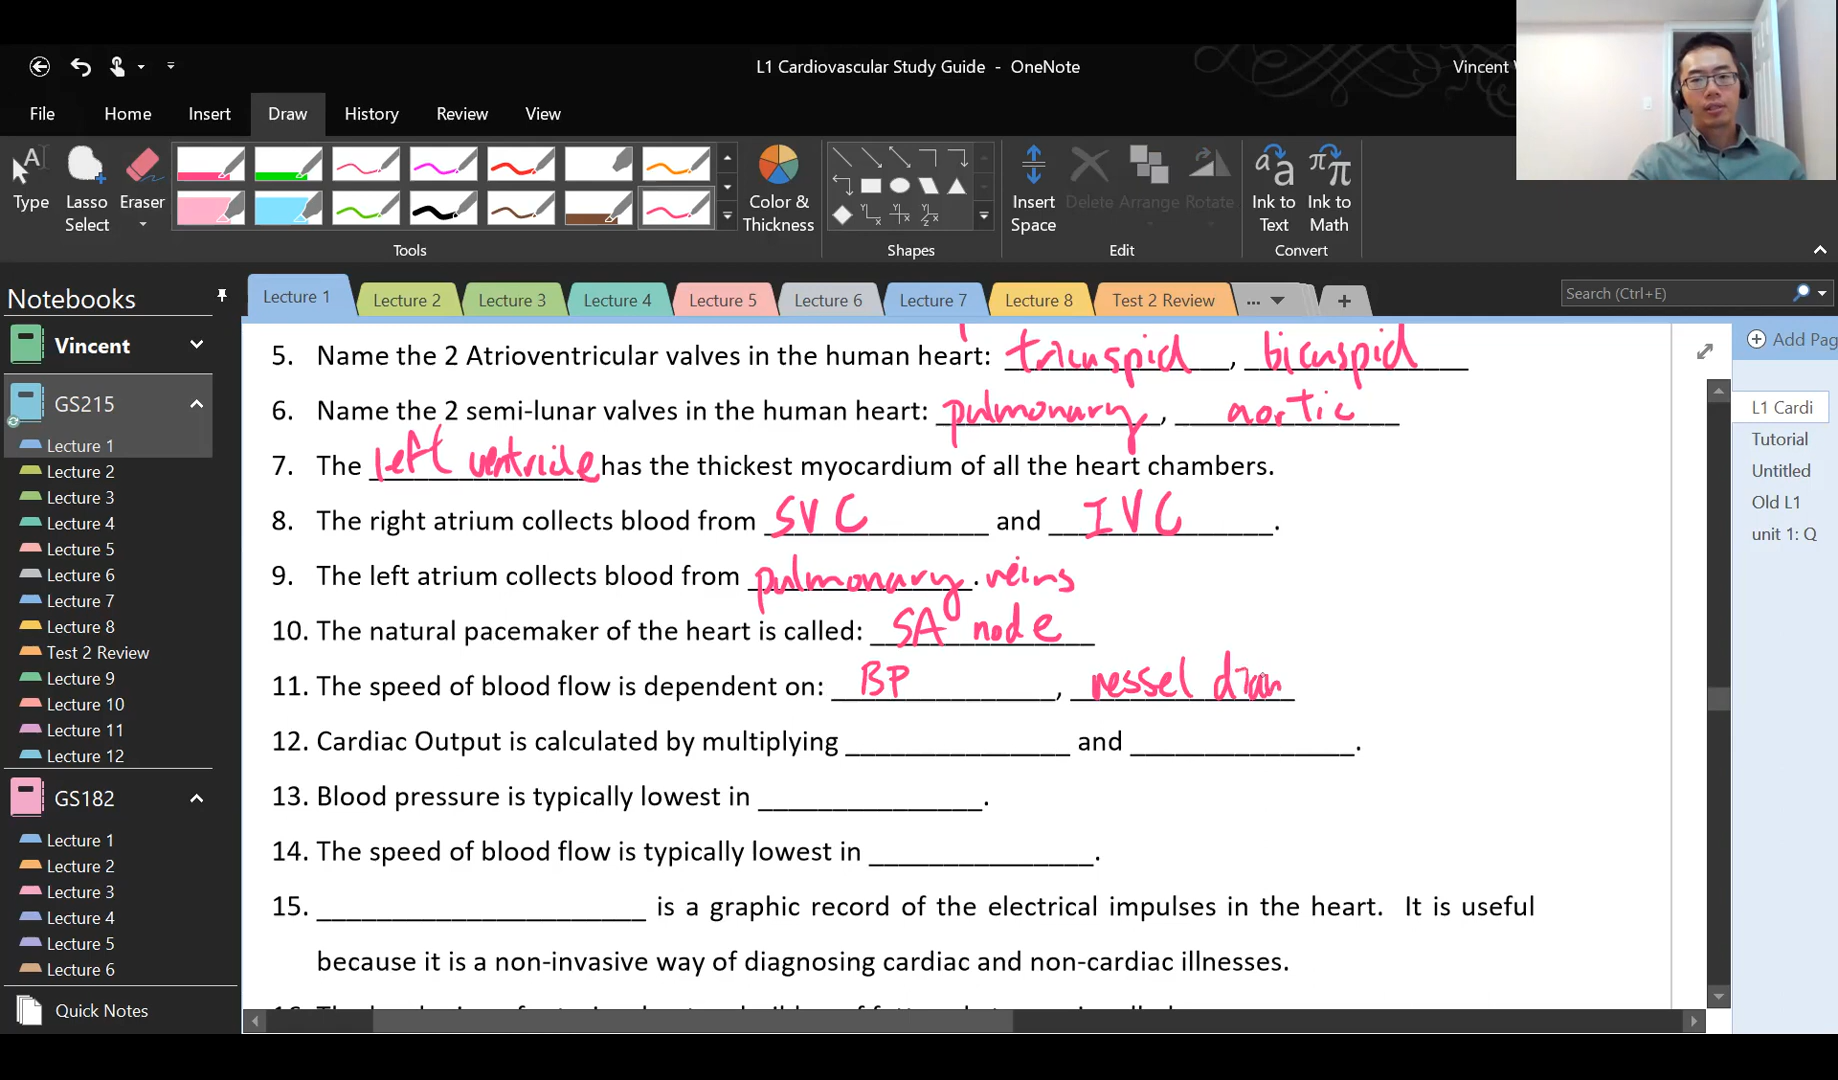 L1 Cardiovascular Study Guide - OneNote
Vincent
File Home Insert Draw History Review View
Type Lasso Select Eraser Color & Thickness Insert Space Delete Arrange Rotate Ink to Text Ink to Math
Tools Shapes Edit Convert
Notebooks
Lecture 1 Lecture 2 Lecture 3 Lecture 4 Lecture 5 Lecture 6 Lecture 7 Lecture 8 Test 2 Review ... Search (Ctrl+E)
Vincent
GS215
Lecture 1
Lecture 2
Lecture 3
Lecture 4
Lecture 5
Lecture 6
Lecture 7
Lecture 8
Test 2 Review
Lecture 9
Lecture 10
Lecture 11
Lecture 12
GS182
Lecture 1
Lecture 2
Lecture 3
Lecture 4
Lecture 5
Lecture 6
Quick Notes
5. Name the 2 Atrioventricular valves in the human heart: tricuspid, bicuspid
6. Name the 2 semi-lunar valves in the human heart: pulmonary, aortic
7. The left ventricle has the thickest myocardium of all the heart chambers.
8. The right atrium collects blood from SVC and IVC.
9. The left atrium collects blood from pulmonary. veins
10. The natural pacemaker of the heart is called: SA node
11. The speed of blood flow is dependent on: BP, vessel diam
12. Cardiac Output is calculated by multiplying _______________ and _______________.
13. Blood pressure is typically lowest in _______________.
14. The speed of blood flow is typically lowest in _______________.
15. ______________________ is a graphic record of the electrical impulses in the heart. It is useful
because it is a non-invasive way of diagnosing cardiac and non-cardiac illnesses.
Add Pag
L1 Cardi
Tutorial
Untitled
Old L1
unit 1: Q